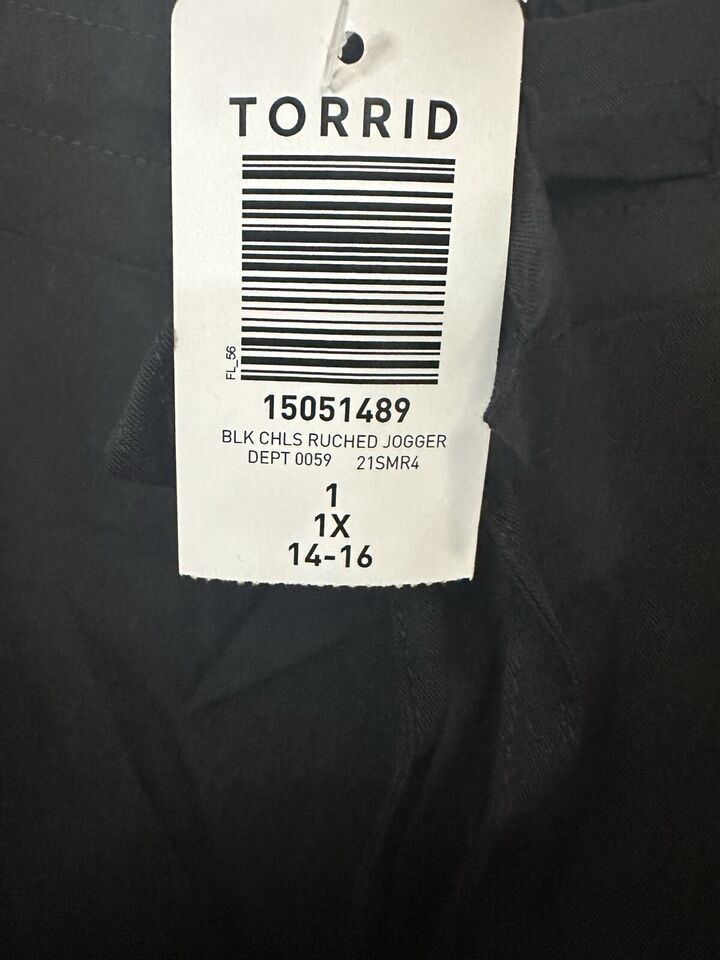 TORRID
FL_56
15051489
BLK CHLS RUCHED JOGGER
DEPT 0059 21SMR4
1
1X
14-16